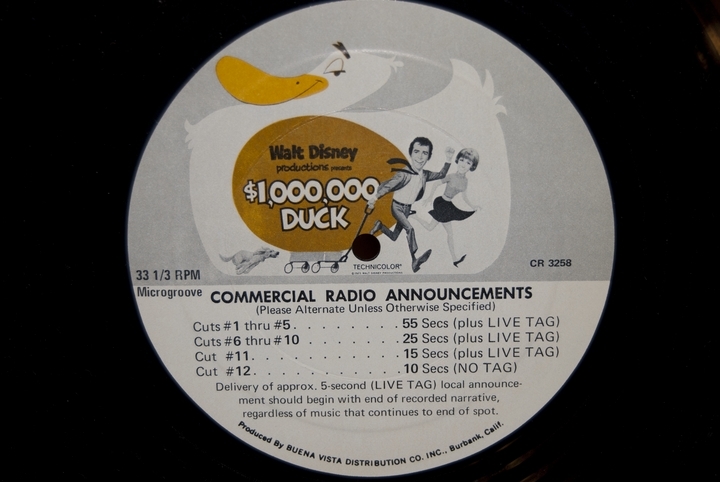 Walt Disney
productions presents
$1,000,000
DUCK
TECHNICOLOR®
33 1/3 RPM
CR 3258
Microgroove
COMMERCIAL RADIO ANNOUNCEMENTS
(Please Alternate Unless Otherwise Specified)
Cuts #1 thru #5. . . . . . . . .55 Secs (plus LIVE TAG)
Cuts #6 thru #10 . . . . . . . .25 Secs (plus LIVE TAG)
Cut #11. . . . . . . . . . . . .15 Secs (plus LIVE TAG)
Cut #12. . . . . . . . . . . . .10 Secs (NO TAG)
Delivery of approx. 5-second (LIVE TAG) local announce-
ment should begin with end of recorded narrative,
regardless of music that continues to end of spot.
Produced By BUENA VISTA DISTRIBUTION CO. INC., Burbank, Calif.